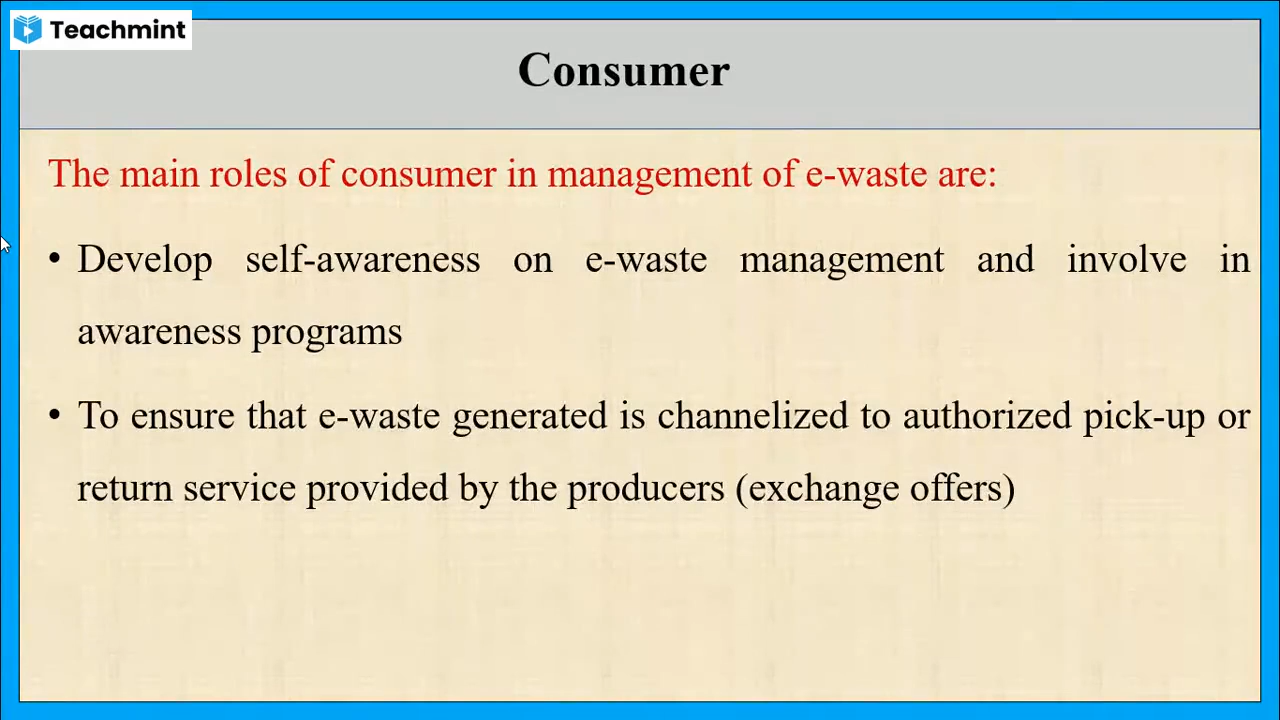 Teachmint
Consumer
The main roles of consumer in management of e-waste are:
• Develop self-awareness on e-waste management and involve in
awareness programs
• To ensure that e-waste generated is channelized to authorized pick-up or
return service provided by the producers (exchange offers)